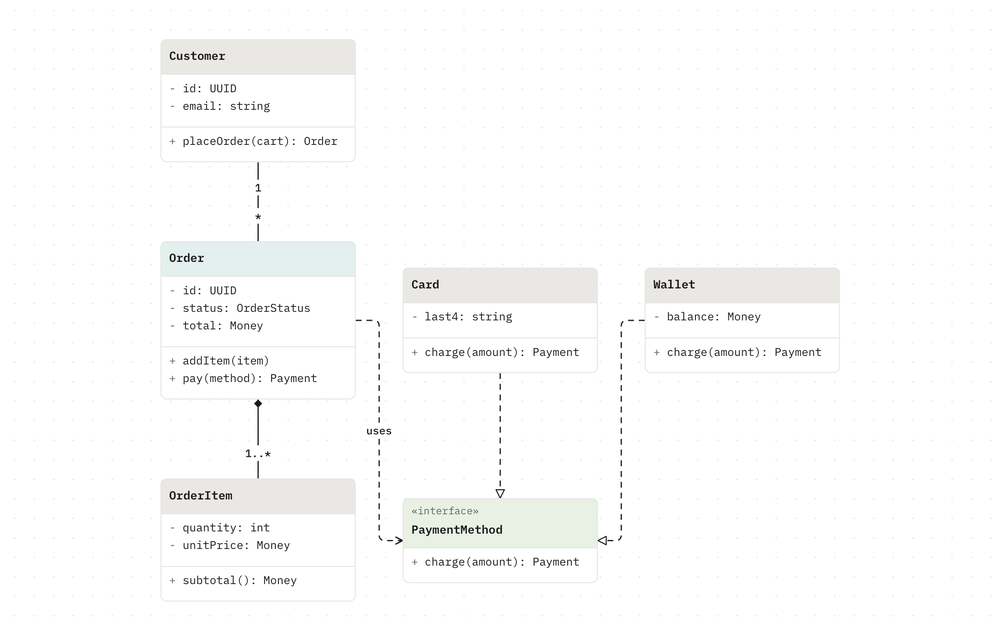 Customer
- id: UUID
- email: string
+ placeOrder(cart): Order
1
*
Order
- id: UUID
- status: OrderStatus
- total: Money
+ addItem(item)
+ pay(method): Payment
Card
- last4: string
+ charge(amount): Payment
Wallet
- balance: Money
+ charge(amount): Payment
uses
1..*
OrderItem
- quantity: int
- unitPrice: Money
+ subtotal(): Money
«interface»
PaymentMethod
+ charge(amount): Payment